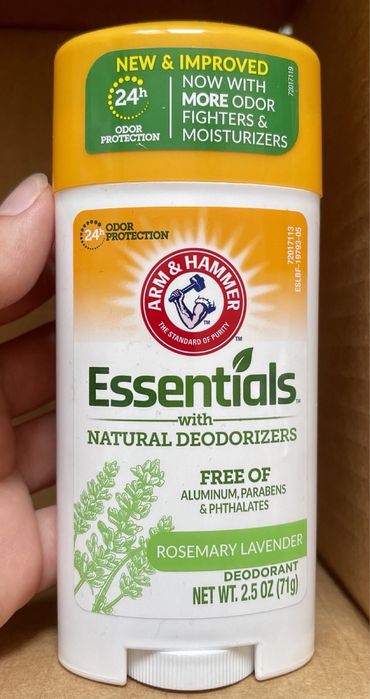 NEW & IMPROVED
24h
ODOR
PROTECTION
NOW WITH
MORE ODOR
FIGHTERS &
MOISTURIZERS
72017119
24h ODOR
PROTECTION
72017113
ESLBF-19793-05
ARM & HAMMER
THE STANDARD OF PURITY
TM
Essentials™
with
NATURAL DEODORIZERS
FREE OF
ALUMINUM, PARABENS
& PHTHALATES
ROSEMARY LAVENDER
DEODORANT
NET WT. 2.5 OZ (71g)